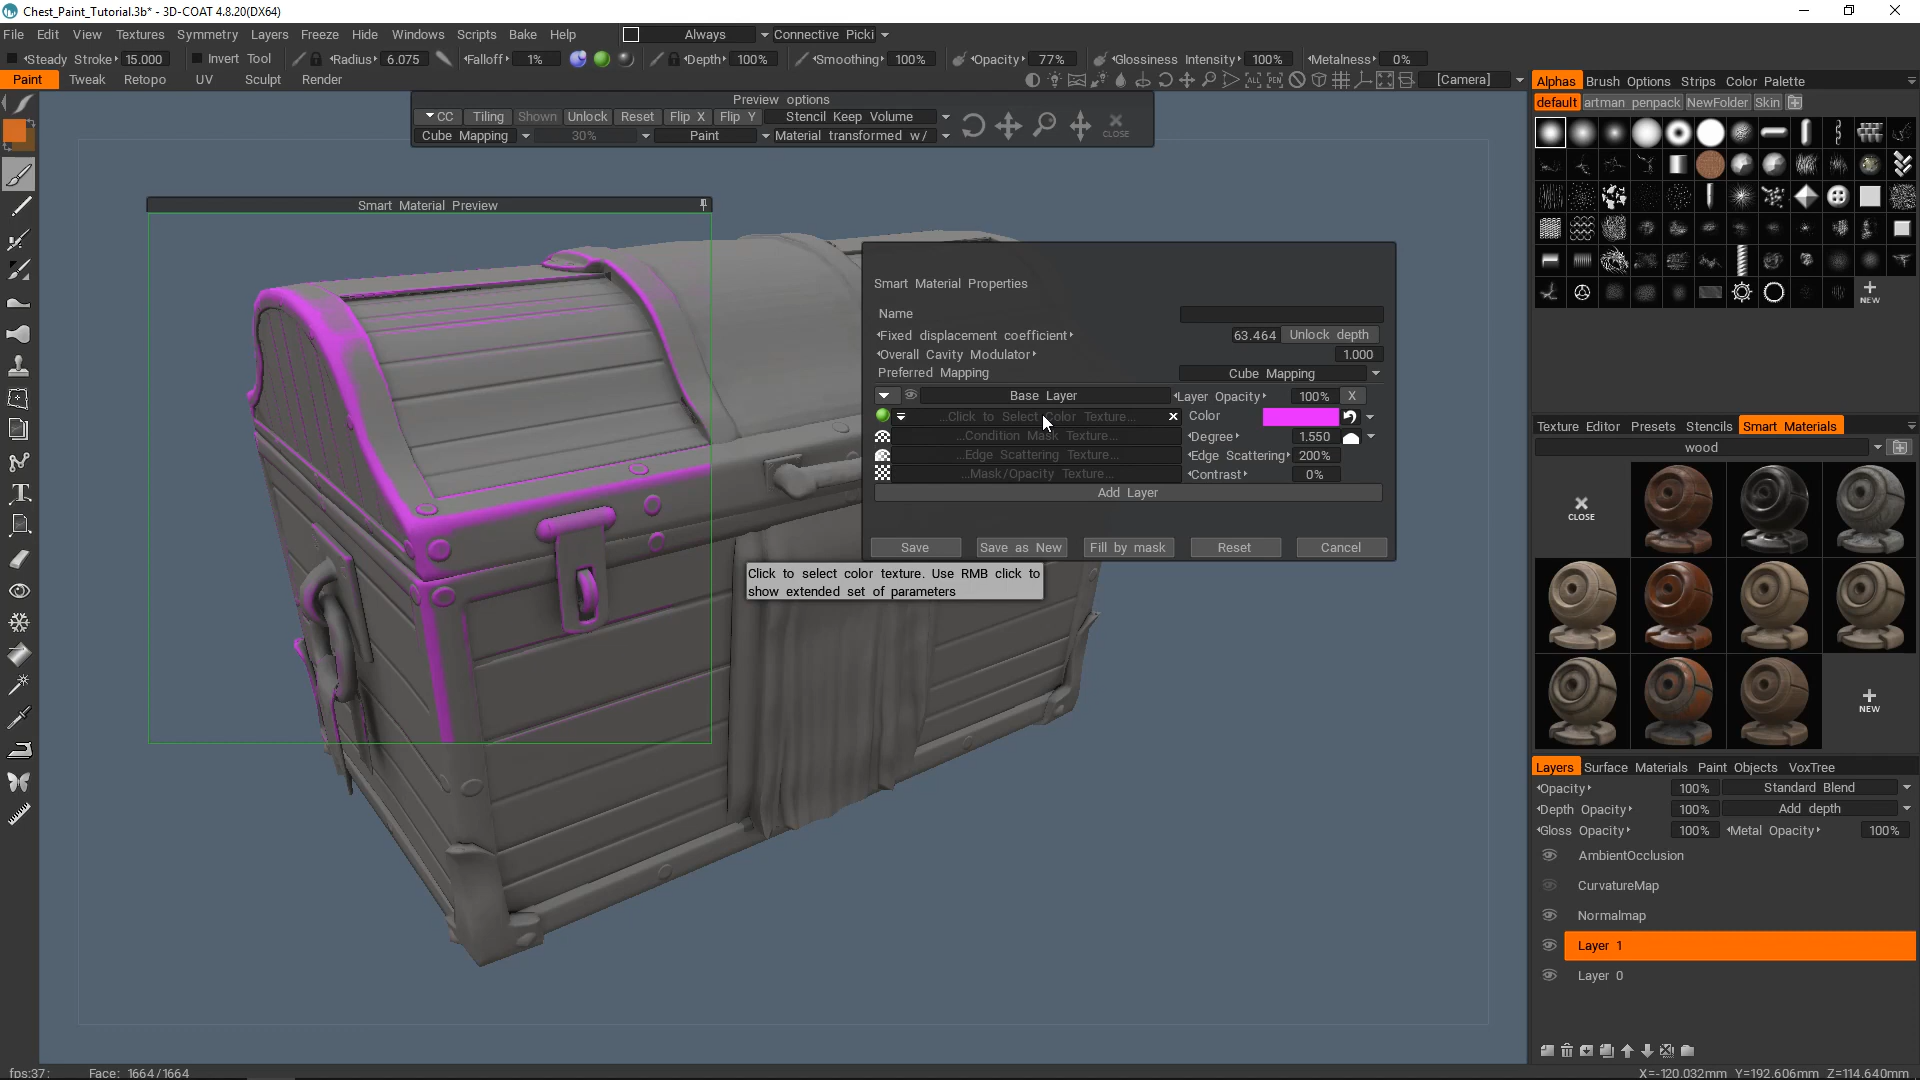 Chest_Paint_Tutorial.3b* - 3D-COAT 4.8.20(DX64)
File Edit View Textures Symmetry Layers Freeze Hide Windows Scripts Bake Help Always Connective Picki
Steady Stroke 15.000 Invert Tool Radius 6.075 Falloff 1% Depth 100% Smoothing 100% Opacity 77% Glossiness Intensity 100% Metalness 0%
Paint Tweak Retopo UV Sculpt Render [Camera]
Alphas Brush Options Strips Color Palette
default artman penpack NewFolder Skin
NEW
Preview options
CC Tiling Shown Unlock Reset Flip X Flip Y Stencil Keep Volume
Cube Mapping 30% Paint Material transformed w/ CLOSE
Smart Material Preview
Smart Material Properties
Name
Fixed displacement coefficient 63.464 Unlock depth
Overall Cavity Modulator 1.000
Preferred Mapping Cube Mapping
Base Layer Layer Opacity 100% X
...Click to Select Color Texture... Color
...Condition Mask Texture... Degree 1.550
...Edge Scattering Texture... Edge Scattering 200%
...Mask/Opacity Texture... Contrast 0%
Add Layer
Save Save as New Fill by mask Reset Cancel
Click to select color texture. Use RMB click to
show extended set of parameters
Texture Editor Presets Stencils Smart Materials
wood
CLOSE
NEW
Layers Surface Materials Paint Objects VoxTree
Opacity 100% Standard Blend
Depth Opacity 100% Add depth
Gloss Opacity 100% Metal Opacity 100%
AmbientOcclusion
CurvatureMap
Normalmap
Layer 1
Layer 0
fps:37: Face: 1664/1664 X=-120.032mm Y=192.606mm Z=114.640mm